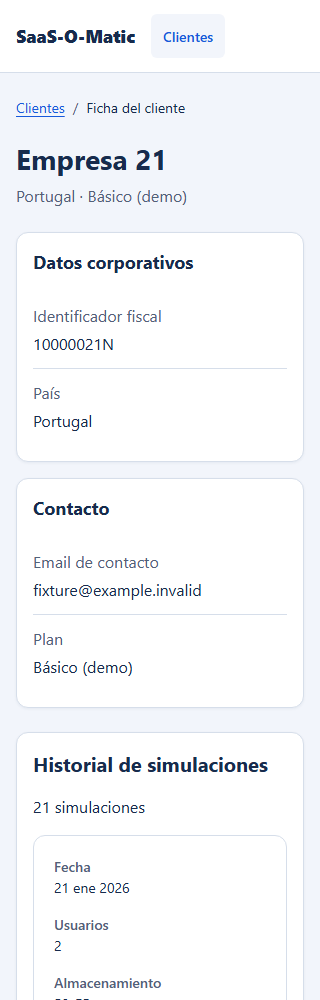 SaaS-O-Matic
Clientes
Clientes / Ficha del cliente
Empresa 21
Portugal · Básico (demo)
Datos corporativos
Identificador fiscal
10000021N
País
Portugal
Contacto
Email de contacto
fixture@example.invalid
Plan
Básico (demo)
Historial de simulaciones
21 simulaciones
Fecha
21 ene 2026
Usuarios
2
Almacenamiento